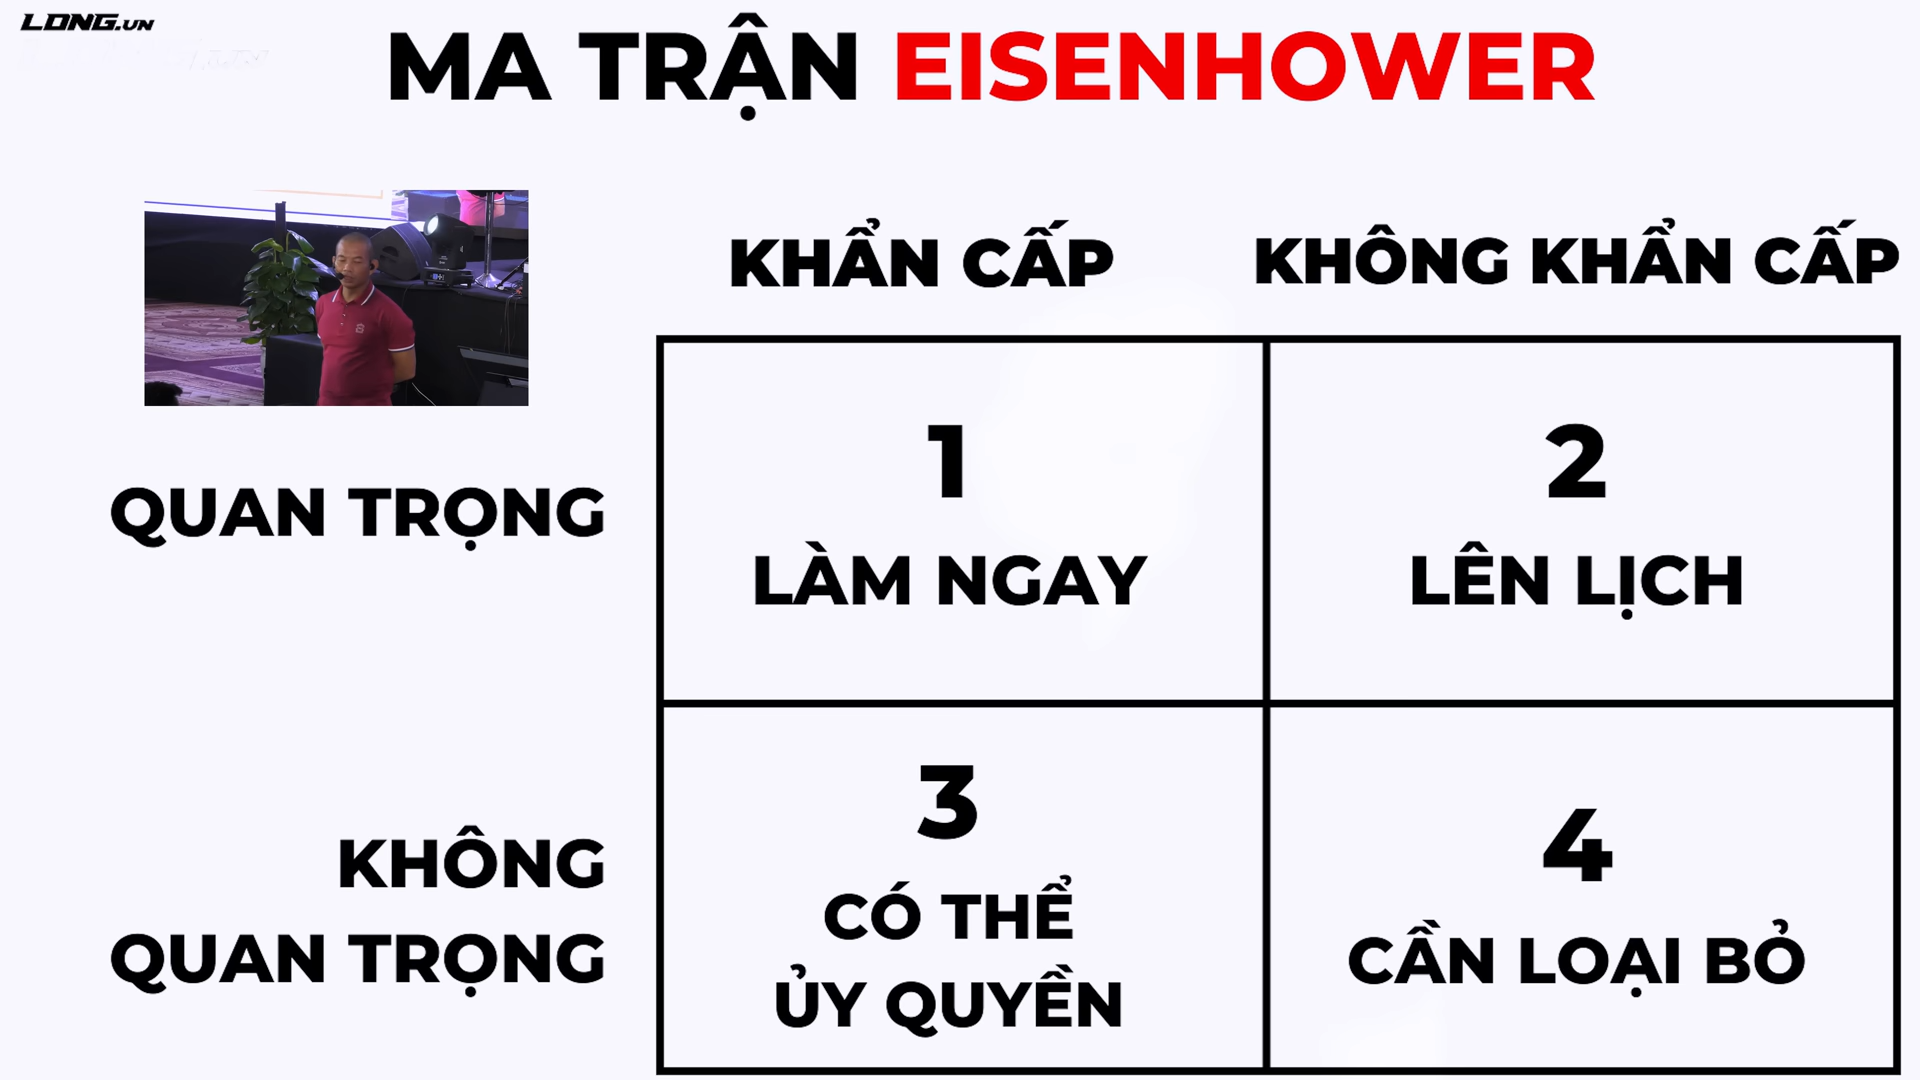 LONG.VN
MA TRẬN EISENHOWER
KHẨN CẤP
KHÔNG KHẨN CẤP
QUAN TRỌNG
1
LÀM NGAY
2
LÊN LỊCH
KHÔNG
QUAN TRỌNG
3
CÓ THỂ
ỦY QUYỀN
4
CẦN LOẠI BỎ